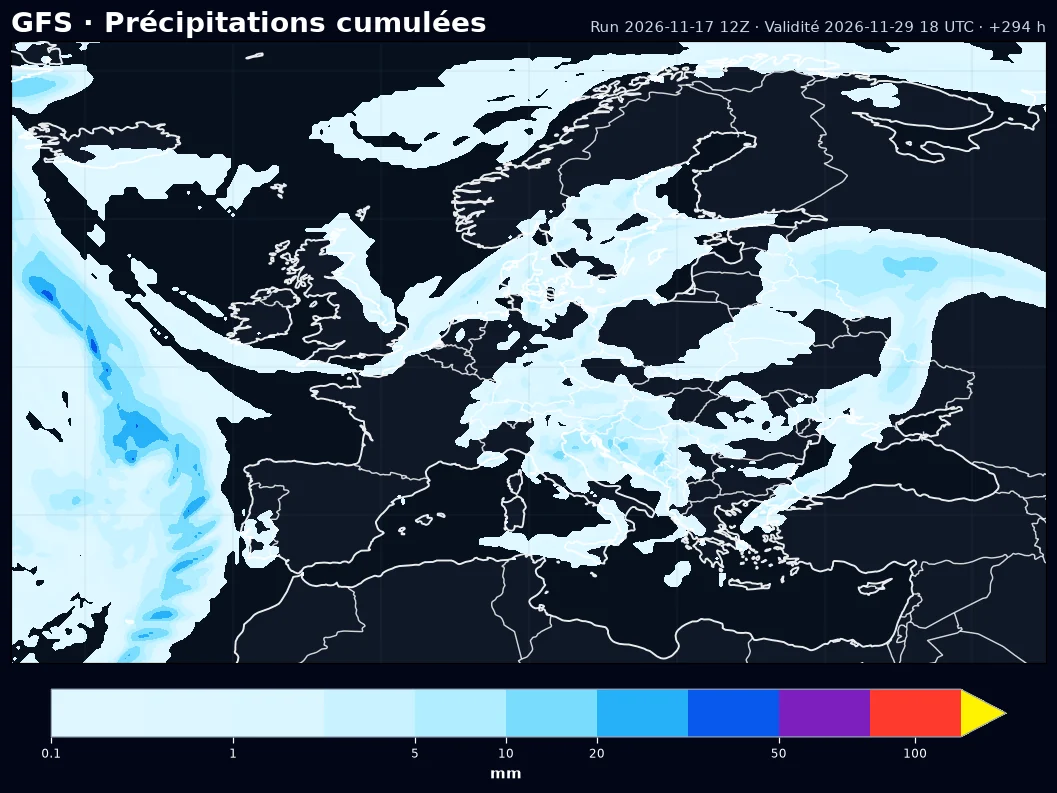 GFS · Précipitations cumulées
Run 2026-11-17 12Z · Validité 2026-11-29 18 UTC · +294 h
0.1 1 5 10 20 50 100
mm